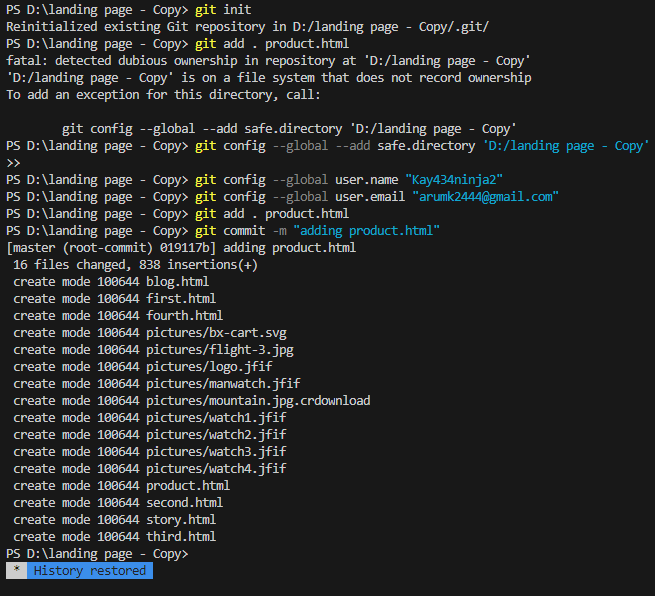 PS D:\landing page - Copy> git init
Reinitialized existing Git repository in D:/landing page - Copy/.git/
PS D:\landing page - Copy> git add . product.html
fatal: detected dubious ownership in repository at 'D:/landing page - Copy'
'D:/landing page - Copy' is on a file system that does not record ownership
To add an exception for this directory, call:
git config --global --add safe.directory 'D:/landing page - Copy'
PS D:\landing page - Copy> git config --global --add safe.directory 'D:/landing page - Copy'
>>
PS D:\landing page - Copy> git config --global user.name "Kay434ninja2"
PS D:\landing page - Copy> git config --global user.email "arumk2444@gmail.com"
PS D:\landing page - Copy> git add . product.html
PS D:\landing page - Copy> git commit -m "adding product.html"
[master (root-commit) 019117b] adding product.html
16 files changed, 838 insertions(+)
create mode 100644 blog.html
create mode 100644 first.html
create mode 100644 fourth.html
create mode 100644 pictures/bx-cart.svg
create mode 100644 pictures/flight-3.jpg
create mode 100644 pictures/logo.jfif
create mode 100644 pictures/manwatch.jfif
create mode 100644 pictures/mountain.jpg.crdownload
create mode 100644 pictures/watch1.jfif
create mode 100644 pictures/watch2.jfif
create mode 100644 pictures/watch3.jfif
create mode 100644 pictures/watch4.jfif
create mode 100644 product.html
create mode 100644 second.html
create mode 100644 story.html
create mode 100644 third.html
PS D:\landing page - Copy>
* History restored